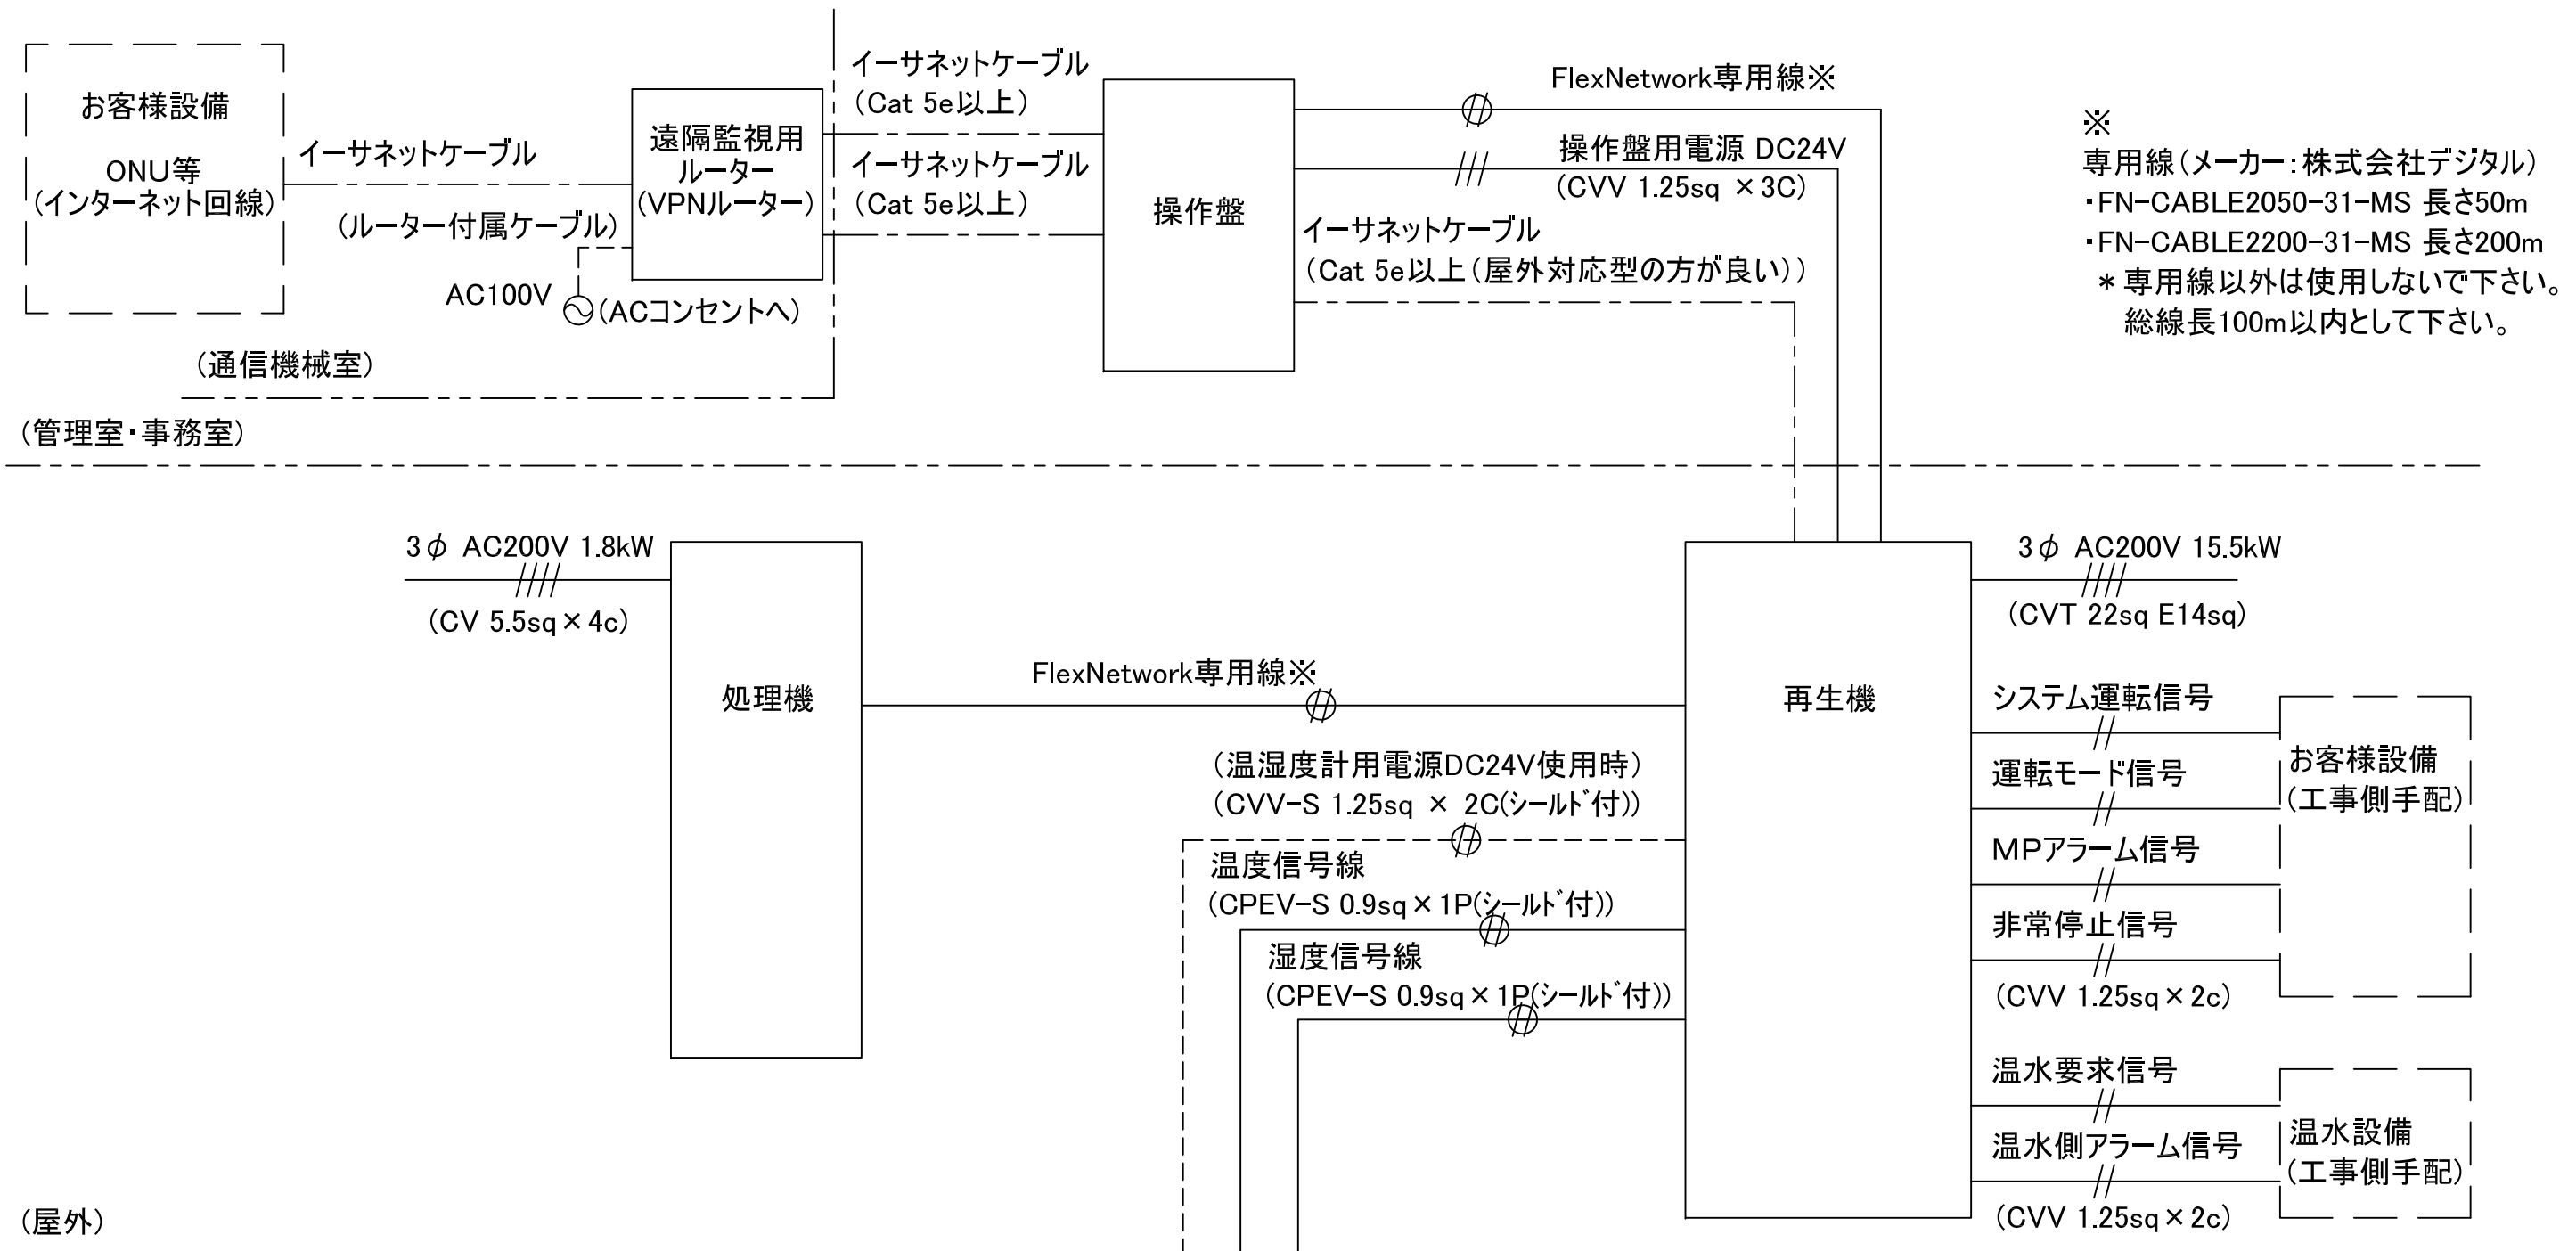 お客様設備
ONU等
(インターネット回線)
イーサネットケーブル
(ルーター付属ケーブル)
遠隔監視用
ルーター
(VPNルーター)
AC100V
(ACコンセントへ)
(通信機械室)
(管理室・事務室)
イーサネットケーブル
(Cat 5e以上)
イーサネットケーブル
(Cat 5e以上)
操作盤
FlexNetwork専用線※
操作盤用電源 DC24V
(CVV 1.25sq ×3C)
イーサネットケーブル
(Cat 5e以上(屋外対応型の方が良い))
※
専用線(メーカー:株式会社デジタル)
・FN-CABLE2050-31-MS 長さ50m
・FN-CABLE2200-31-MS 長さ200m
＊専用線以外は使用しないで下さい。
総線長100m以内として下さい。
3φ AC200V 1.8kW
(CV 5.5sq×4c)
処理機
FlexNetwork専用線※
(温湿度計用電源DC24V使用時)
(CVV-S 1.25sq × 2C(ｼｰﾙﾄﾞ付))
温度信号線
(CPEV-S 0.9sq×1P(ｼｰﾙﾄﾞ付))
湿度信号線
(CPEV-S 0.9sq×1P(ｼｰﾙﾄﾞ付))
再生機
3φ AC200V 15.5kW
(CVT 22sq E14sq)
システム運転信号
運転モード信号
MPアラーム信号
非常停止信号
(CVV 1.25sq×2c)
お客様設備
(工事側手配)
温水要求信号
温水側アラーム信号
(CVV 1.25sq×2c)
温水設備
(工事側手配)
(屋外)